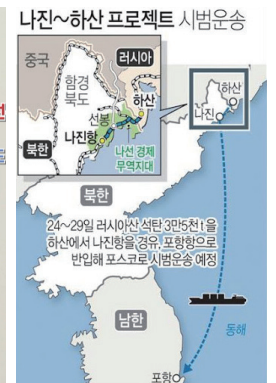 나진~하산 프로젝트 시범운송
중국
러시아
함경
북도
하산
선봉
나진항
북한
나선 경제
무역지대
하산
나진
북한
24~29일 러시아산 석탄 3만5천t을
하산에서 나진항을 경유, 포항항으로
반입해 포스코로 시범운송 예정
남한
동해
포항